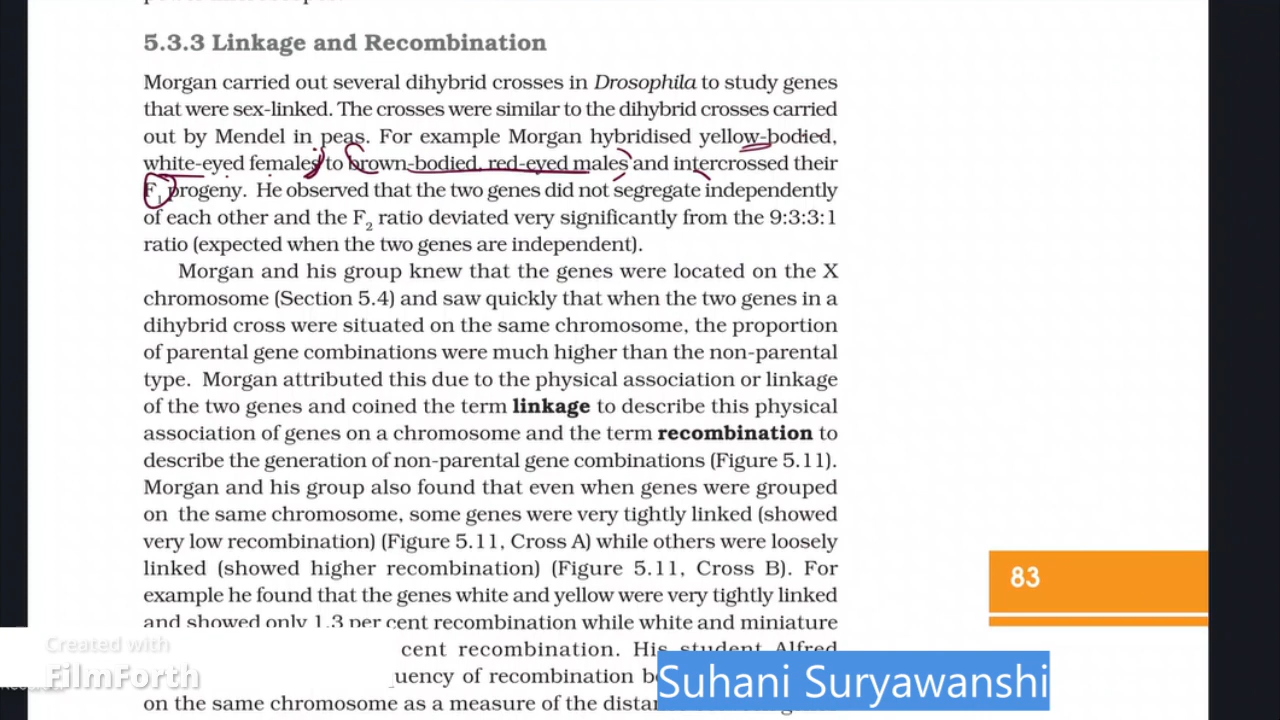 5.3.3 Linkage and Recombination
Morgan carried out several dihybrid crosses in Drosophila to study genes
that were sex-linked. The crosses were similar to the dihybrid crosses carried
out by Mendel in peas. For example Morgan hybridised yellow-bodied,
white-eyed females to brown-bodied, red-eyed males and intercrossed their
F1 progeny. He observed that the two genes did not segregate independently
of each other and the F2 ratio deviated very significantly from the 9:3:3:1
ratio (expected when the two genes are independent).
Morgan and his group knew that the genes were located on the X
chromosome (Section 5.4) and saw quickly that when the two genes in a
dihybrid cross were situated on the same chromosome, the proportion
of parental gene combinations were much higher than the non-parental
type. Morgan attributed this due to the physical association or linkage
of the two genes and coined the term linkage to describe this physical
association of genes on a chromosome and the term recombination to
describe the generation of non-parental gene combinations (Figure 5.11).
Morgan and his group also found that even when genes were grouped
on the same chromosome, some genes were very tightly linked (showed
very low recombination) (Figure 5.11, Cross A) while others were loosely
linked (showed higher recombination) (Figure 5.11, Cross B). For
example he found that the genes white and yellow were very tightly linked
and showed only 1.3 per cent recombination while white and miniature
cent recombination. His student Alfred
uency of recombination
on the same chromosome as a measure of the
83
Created with
FilmForth
Suhani Suryawanshi